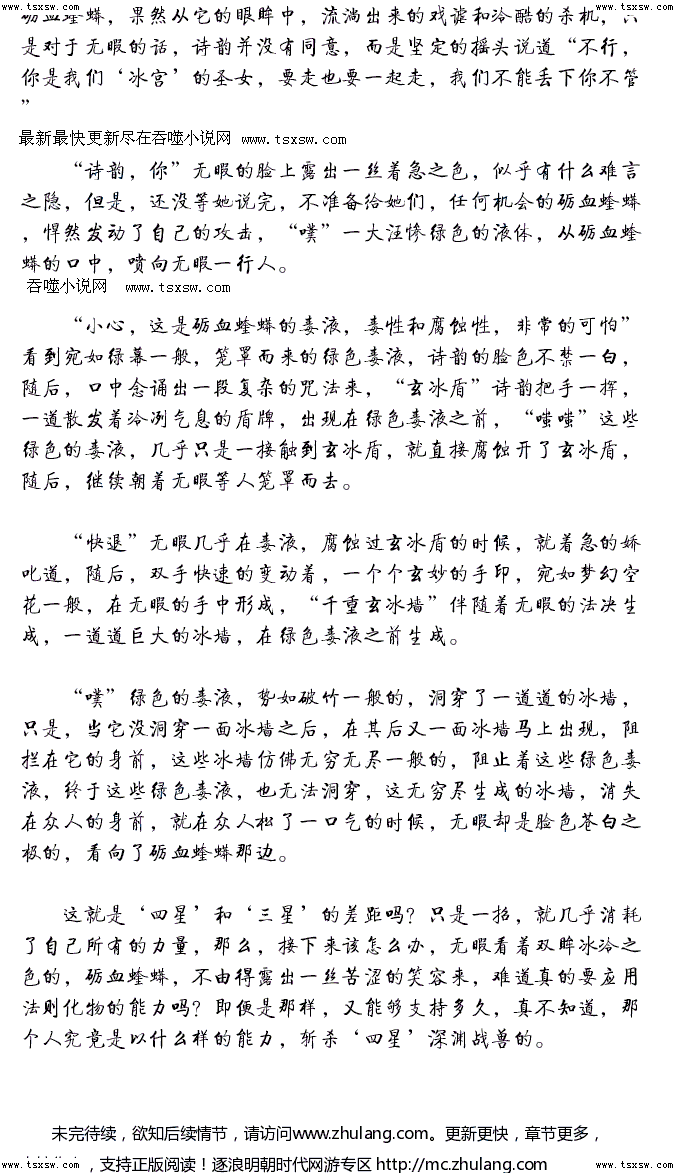 www.tsxsw.com www.tsxsw.com www.tsxsw.com www.tsxsw.com www.tsxsw.com
砺血蝰蟒，果然从它的眼眸中，流淌出来的戏谑和冷酷的杀机，只
是对于无暇的话，诗韵并没有同意，而是坚定的摇头说道“不行，
你是我们‘冰宫’的圣女，要走也要一起走，我们不能丢下你不管
”
最新最快更新尽在吞噬小说网 www.tsxsw.com
“诗韵，你”无暇的脸上露出一丝着急之色，似乎有什么难言
之隐，但是，还没等她说完，不准备给她们，任何机会的砺血蝰蟒
，悍然发动了自己的攻击，“噗”一大汪惨绿色的液体，从砺血蝰
蟒的口中，喷向无暇一行人。
吞噬小说网 www.tsxsw.com
“小心，这是砺血蝰蟒的毒液，毒性和腐蚀性，非常的可怕”
看到宛如绿幕一般，笼罩而来的绿色毒液，诗韵的脸色不禁一白，
随后，口中念诵出一段复杂的咒法来，“玄冰盾”诗韵把手一挥，
一道散发着冷冽气息的盾牌，出现在绿色毒液之前，“嗤嗤”这些
绿色的毒液，几乎只是一接触到玄冰盾，就直接腐蚀开了玄冰盾，
随后，继续朝着无暇等人笼罩而去。
“快退”无暇几乎在毒液，腐蚀过玄冰盾的时候，就着急的娇
叱道，随后，双手快速的变动着，一个个玄妙的手印，宛如梦幻空
花一般，在无暇的手中形成，“千重玄冰墙”伴随着无暇的法决生
成，一道道巨大的冰墙，在绿色毒液之前生成。
“噗”绿色的毒液，势如破竹一般的，洞穿了一道道的冰墙，
只是，当它没洞穿一面冰墙之后，在其后又一面冰墙马上出现，阻
拦在它的身前，这些冰墙仿佛无穷无尽一般的，阻止着这些绿色毒
液，终于这些绿色毒液，也无法洞穿，这无穷尽生成的冰墙，消失
在众人的身前，就在众人松了一口气的时候，无暇却是脸色苍白之
极的，看向了砺血蝰蟒那边。
这就是‘四星’和‘三星’的差距吗？只是一招，就几乎消耗
了自己所有的力量，那么，接下来该怎么办，无暇看着双眸冰冷之
色的，砺血蝰蟒，不由得露出一丝苦涩的笑容来，难道真的要应用
法则化物的能力吗？即便是那样，又能够支持多久，真不知道，那
个人究竟是以什么样的能力，斩杀‘四星’深渊战兽的。
未完待续，欲知后续情节，请访问www.zhulang.com。更新更快，章节更多，
，支持正版阅读！逐浪明朝时代网游专区 http://mc.zhulang.com
www.tsxsw.com www.tsxsw.com www.tsxsw.com www.tsxsw.com www.tsxsw.com